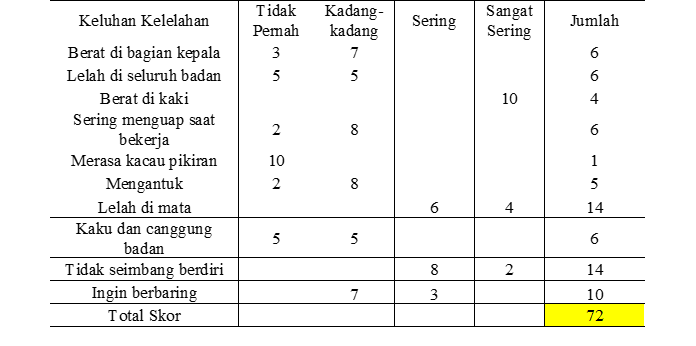 Keluhan Kelelahan Tidak Pernah Kadang-kadang Sering Sangat Sering Jumlah
Berat di bagian kepala 3 7 6
Lelah di seluruh badan 5 5 6
Berat di kaki 10 4
Sering menguap saat bekerja 2 8 6
Merasa kacau pikiran 10 1
Mengantuk 2 8 5
Lelah di mata 6 4 14
Kaku dan canggung badan 5 5 6
Tidak seimbang berdiri 8 2 14
Ingin berbaring 7 3 10
Total Skor 72